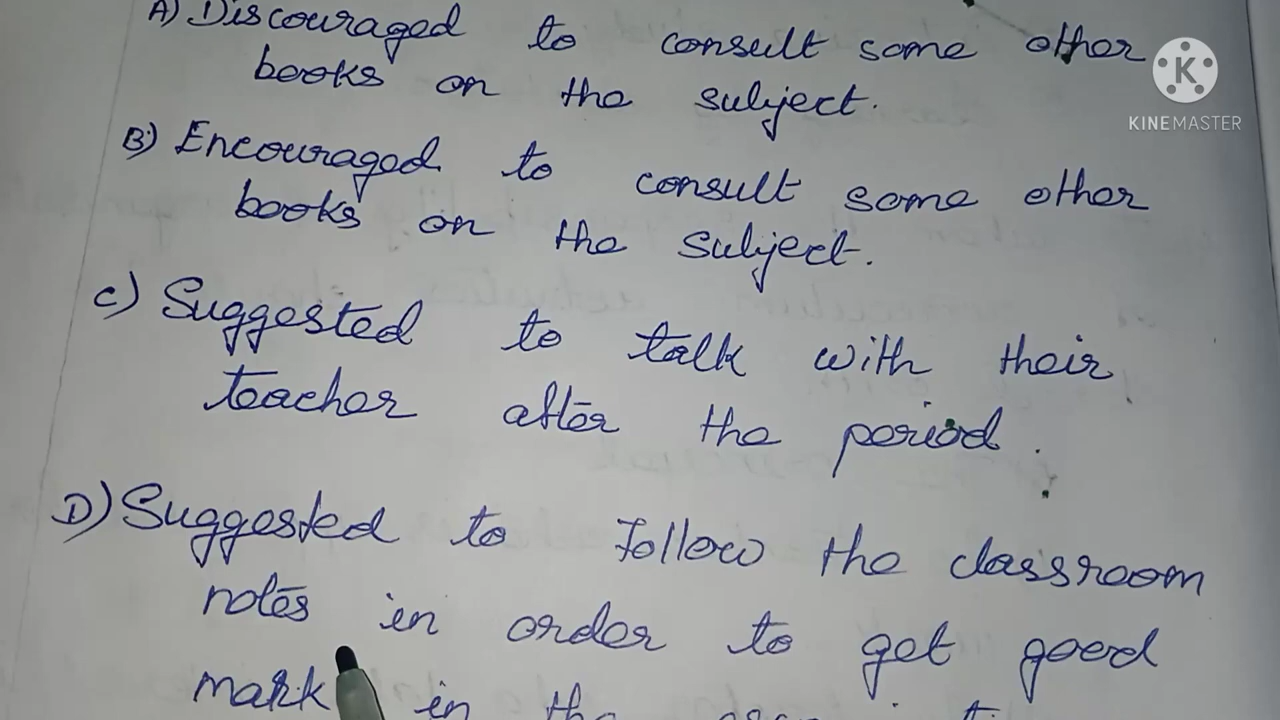 A) Discouraged to consult some other
books on the subject.
B) Encouraged to consult some other
books on the subject.
C) Suggested to talk with their
teacher after the period.
D) Suggested to Follow the classroom
notes in order to get good
mark in the
K
KINEMASTER